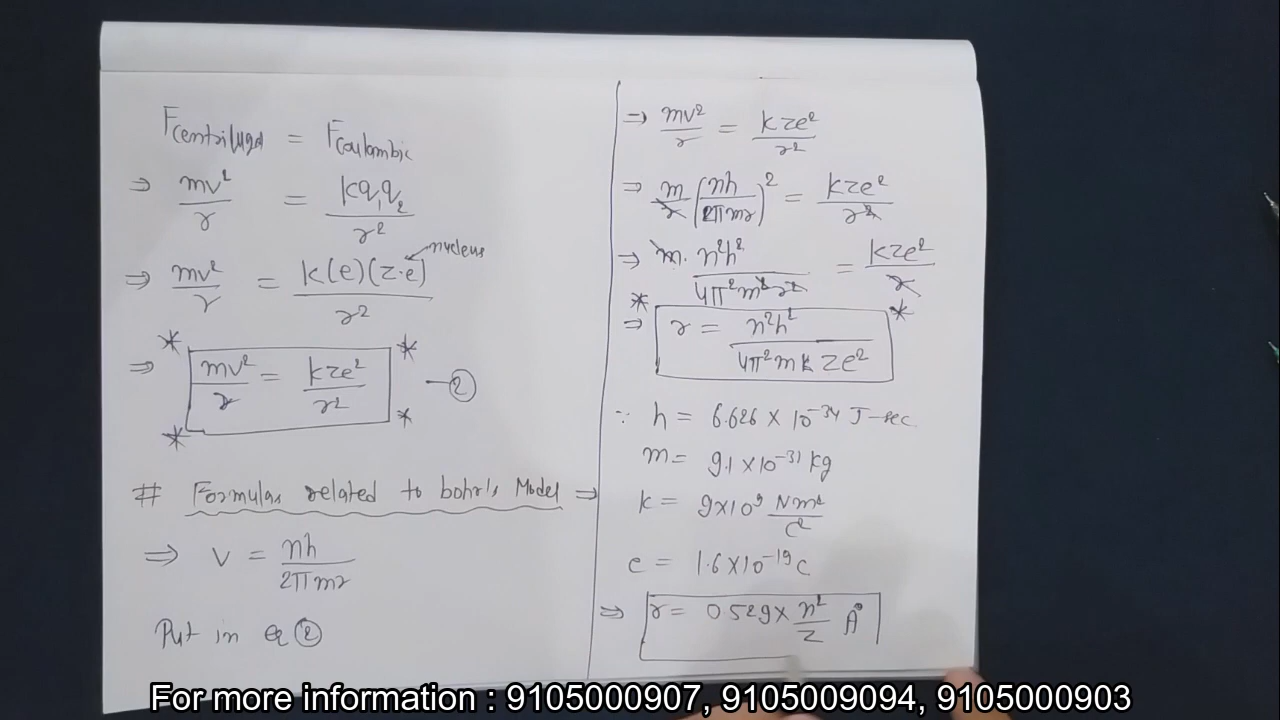 F centrifugal = F coulombic
⇒ mv²/r = kq₁q₂/r²
nucleus
⇒ mv²/r = k(e)(z·e)/r²
⇒ * mv²/r = kze²/r² * — ②
* *
# Formulas related to bohr's Model ⇒
⇒ v = nh/2πmr
Put in eq ②
⇒ mv²/r = kze²/r²
⇒ m/r (nh/2πmr)² = kze²/r²
⇒ m. n²h²/4π²m²r² = kze²/r
* ⇒ r = n²h²/4π²mkze² *
∵ h = 6.626 × 10⁻³⁴ J-sec
m = 9.1 × 10⁻³¹ kg
k = 9×10⁹ Nm²/C²
e = 1.6×10⁻¹⁹ C
⇒ r = 0.529 × n²/z Å
For more information : 9105000907, 9105009094, 9105000903